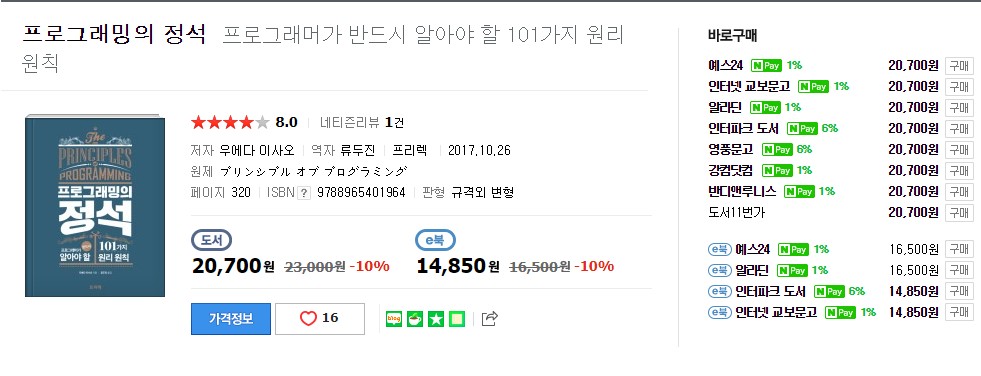 프로그래밍의 정석 프로그래머가 반드시 알아야 할 101가지 원리
원칙
The
PRINCIPLES
OF
PROGRAMMING
프로그래밍의
정석
프로그래머가
알아야 할
101가지
원리 원칙
8.0 네티즌리뷰 1건
저자 우에다 이사오 역자 류두진 프리렉 2017.10.26
원제 プリンシプル オブ プログラミング
페이지 320 ISBN ? 9788965401964 판형 규격외 변형
도서 e북
20,700원 23,000원 -10% 14,850원 16,500원 -10%
가격정보 16 blog
바로구매
예스24 N Pay 1% 20,700원 구매
인터넷 교보문고 N Pay 1% 20,700원 구매
알라딘 N Pay 1% 20,700원 구매
인터파크 도서 N Pay 6% 20,700원 구매
영풍문고 N Pay 6% 20,700원 구매
강컴닷컴 N Pay 1% 20,700원 구매
반디앤루니스 N Pay 1% 20,700원 구매
도서11번가 20,700원 구매
e북 예스24 N Pay 1% 16,500원 구매
e북 알라딘 N Pay 1% 16,500원 구매
e북 인터파크 도서 N Pay 6% 14,850원 구매
e북 인터넷 교보문고 N Pay 1% 14,850원 구매